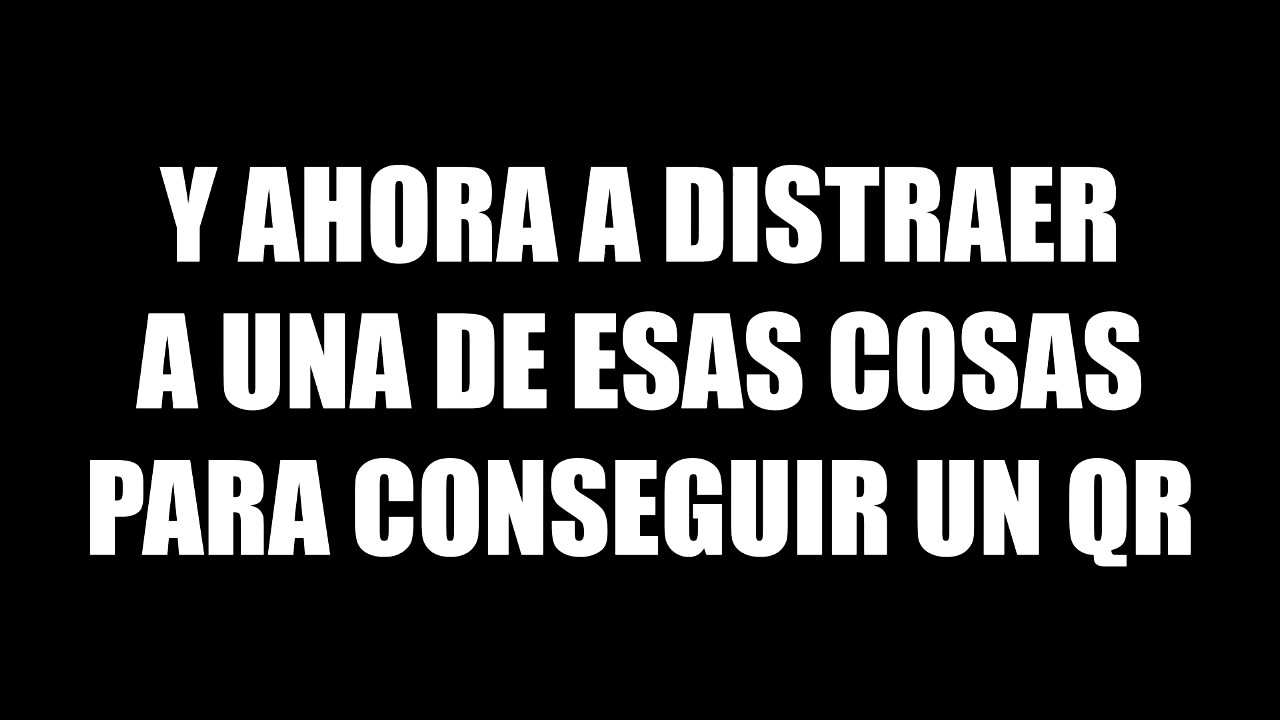 Y AHORA A DISTRAER
A UNA DE ESAS COSAS
PARA CONSEGUIR UN QR